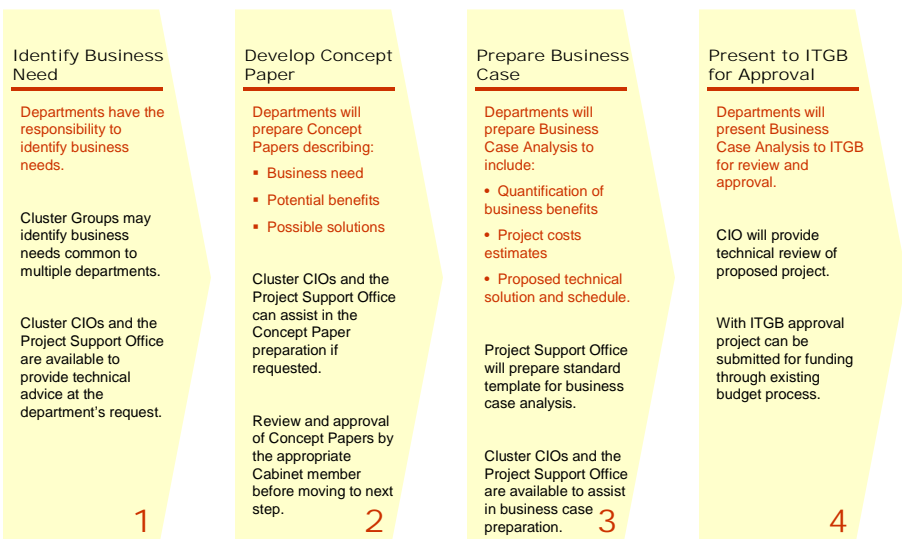 Identify Business
Need
Departments have the
responsibility to
identify business
needs.
Cluster Groups may
identify business
needs common to
multiple departments.
Cluster CIOs and the
Project Support Office
are available to
provide technical
advice at the
department's request.
1
Develop Concept
Paper
Departments will
prepare Concept
Papers describing:
▪ Business need
▪ Potential benefits
▪ Possible solutions
Cluster CIOs and the
Project Support Office
can assist in the
Concept Paper
preparation if
requested.
Review and approval
of Concept Papers by
the appropriate
Cabinet member
before moving to next
step.
2
Prepare Business
Case
Departments will
prepare Business
Case Analysis to
include:
• Quantification of
business benefits
• Project costs
estimates
• Proposed technical
solution and schedule.
Project Support Office
will prepare standard
template for business
case analysis.
Cluster CIOs and the
Project Support Office
are available to assist
in business case
preparation.
3
Present to ITGB
for Approval
Departments will
present Business
Case Analysis to ITGB
for review and
approval.
CIO will provide
technical review of
proposed project.
With ITGB approval
project can be
submitted for funding
through existing
budget process.
4